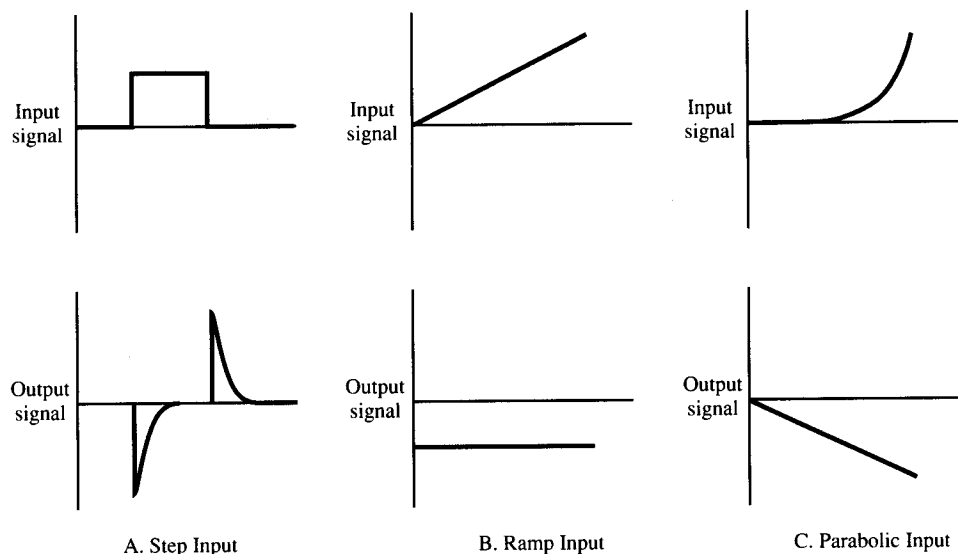 Input
signal
Input
signal
Input
signal
Output
signal
Output
signal
Output
signal
A. Step Input
B. Ramp Input
C. Parabolic Input